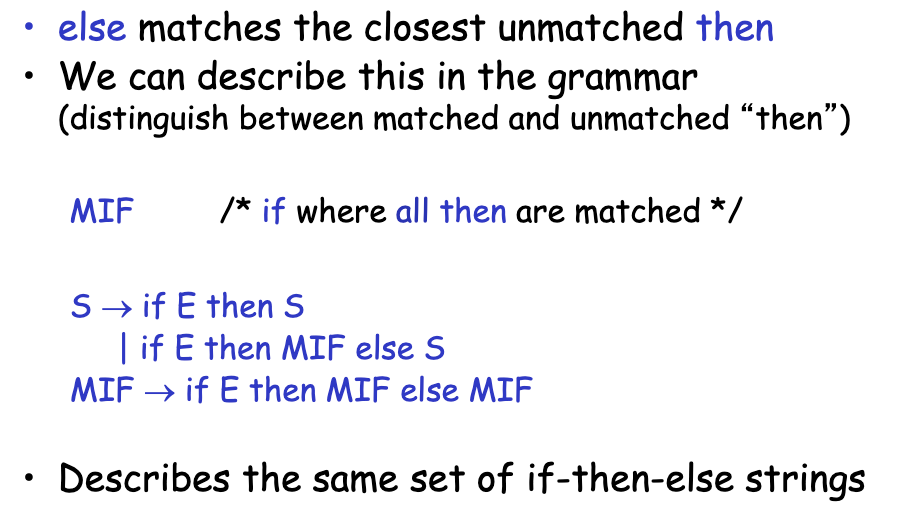 • else matches the closest unmatched then
• We can describe this in the grammar
(distinguish between matched and unmatched “then”)
MIF /* if where all then are matched */
S → if E then S
| if E then MIF else S
MIF → if E then MIF else MIF
• Describes the same set of if-then-else strings